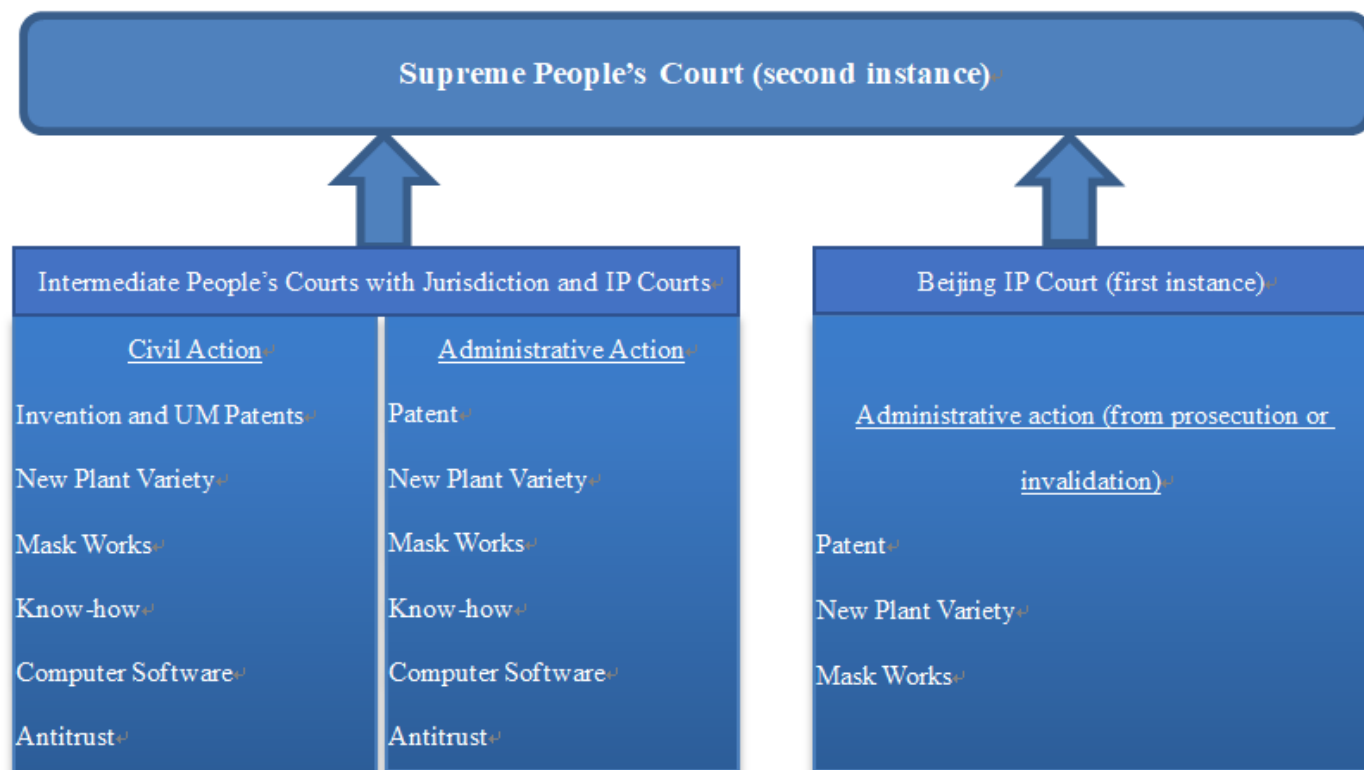 Supreme People’s Court (second instance)
Intermediate People’s Courts with Jurisdiction and IP Courts
Civil Action
Invention and UM Patents
New Plant Variety
Mask Works
Know-how
Computer Software
Antitrust
Administrative Action
Patent
New Plant Variety
Mask Works
Know-how
Computer Software
Antitrust
Beijing IP Court (first instance)
Administrative action (from prosecution or
invalidation)
Patent
New Plant Variety
Mask Works